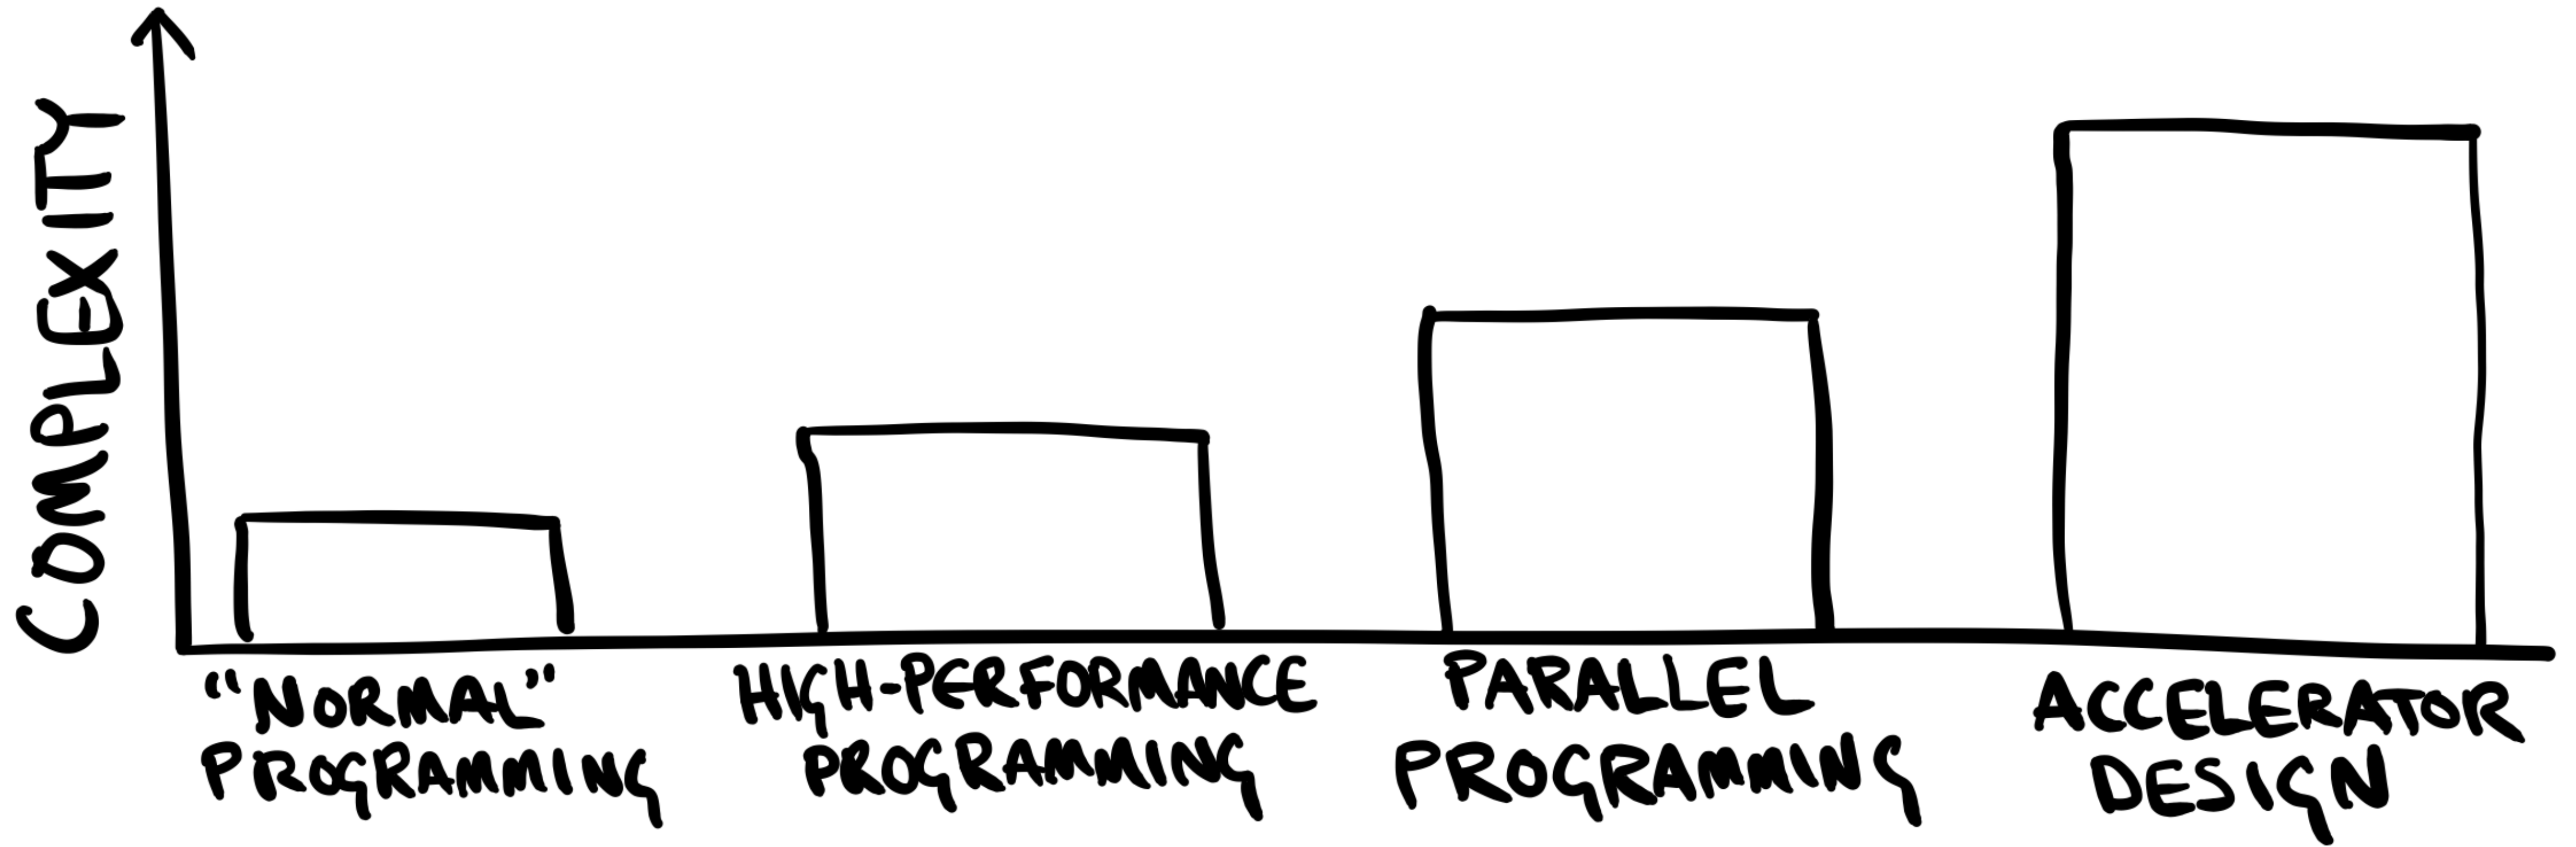 COMPLEXITY
"NORMAL"
PROGRAMMING
HIGH-PERFORMANCE
PROGRAMMING
PARALLEL
PROGRAMMING
ACCELERATOR
DESIGN